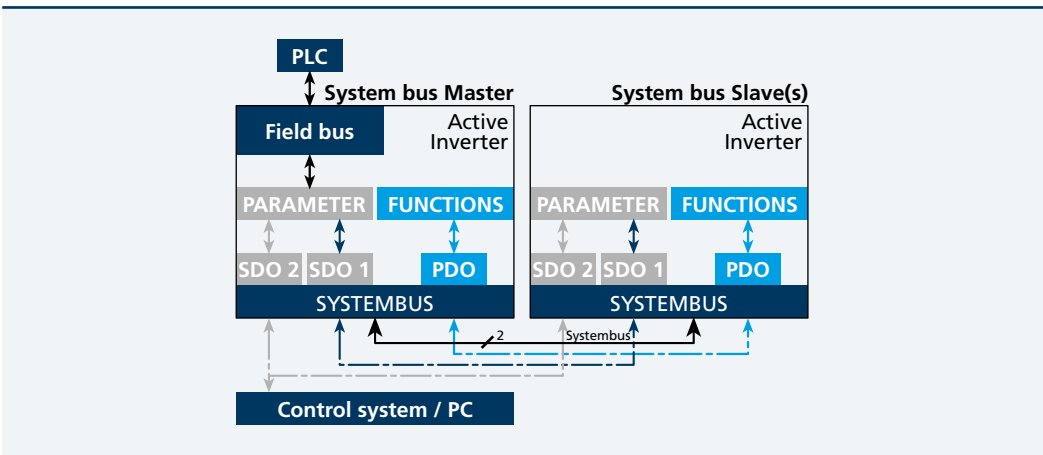 PLC
System bus Master
System bus Slave(s)
Field bus
Active
Inverter
Active
Inverter
PARAMETER
FUNCTIONS
PARAMETER
FUNCTIONS
SDO 2
SDO 1
PDO
SDO 2
SDO 1
PDO
SYSTEMBUS
SYSTEMBUS
2
Systembus
Control system / PC